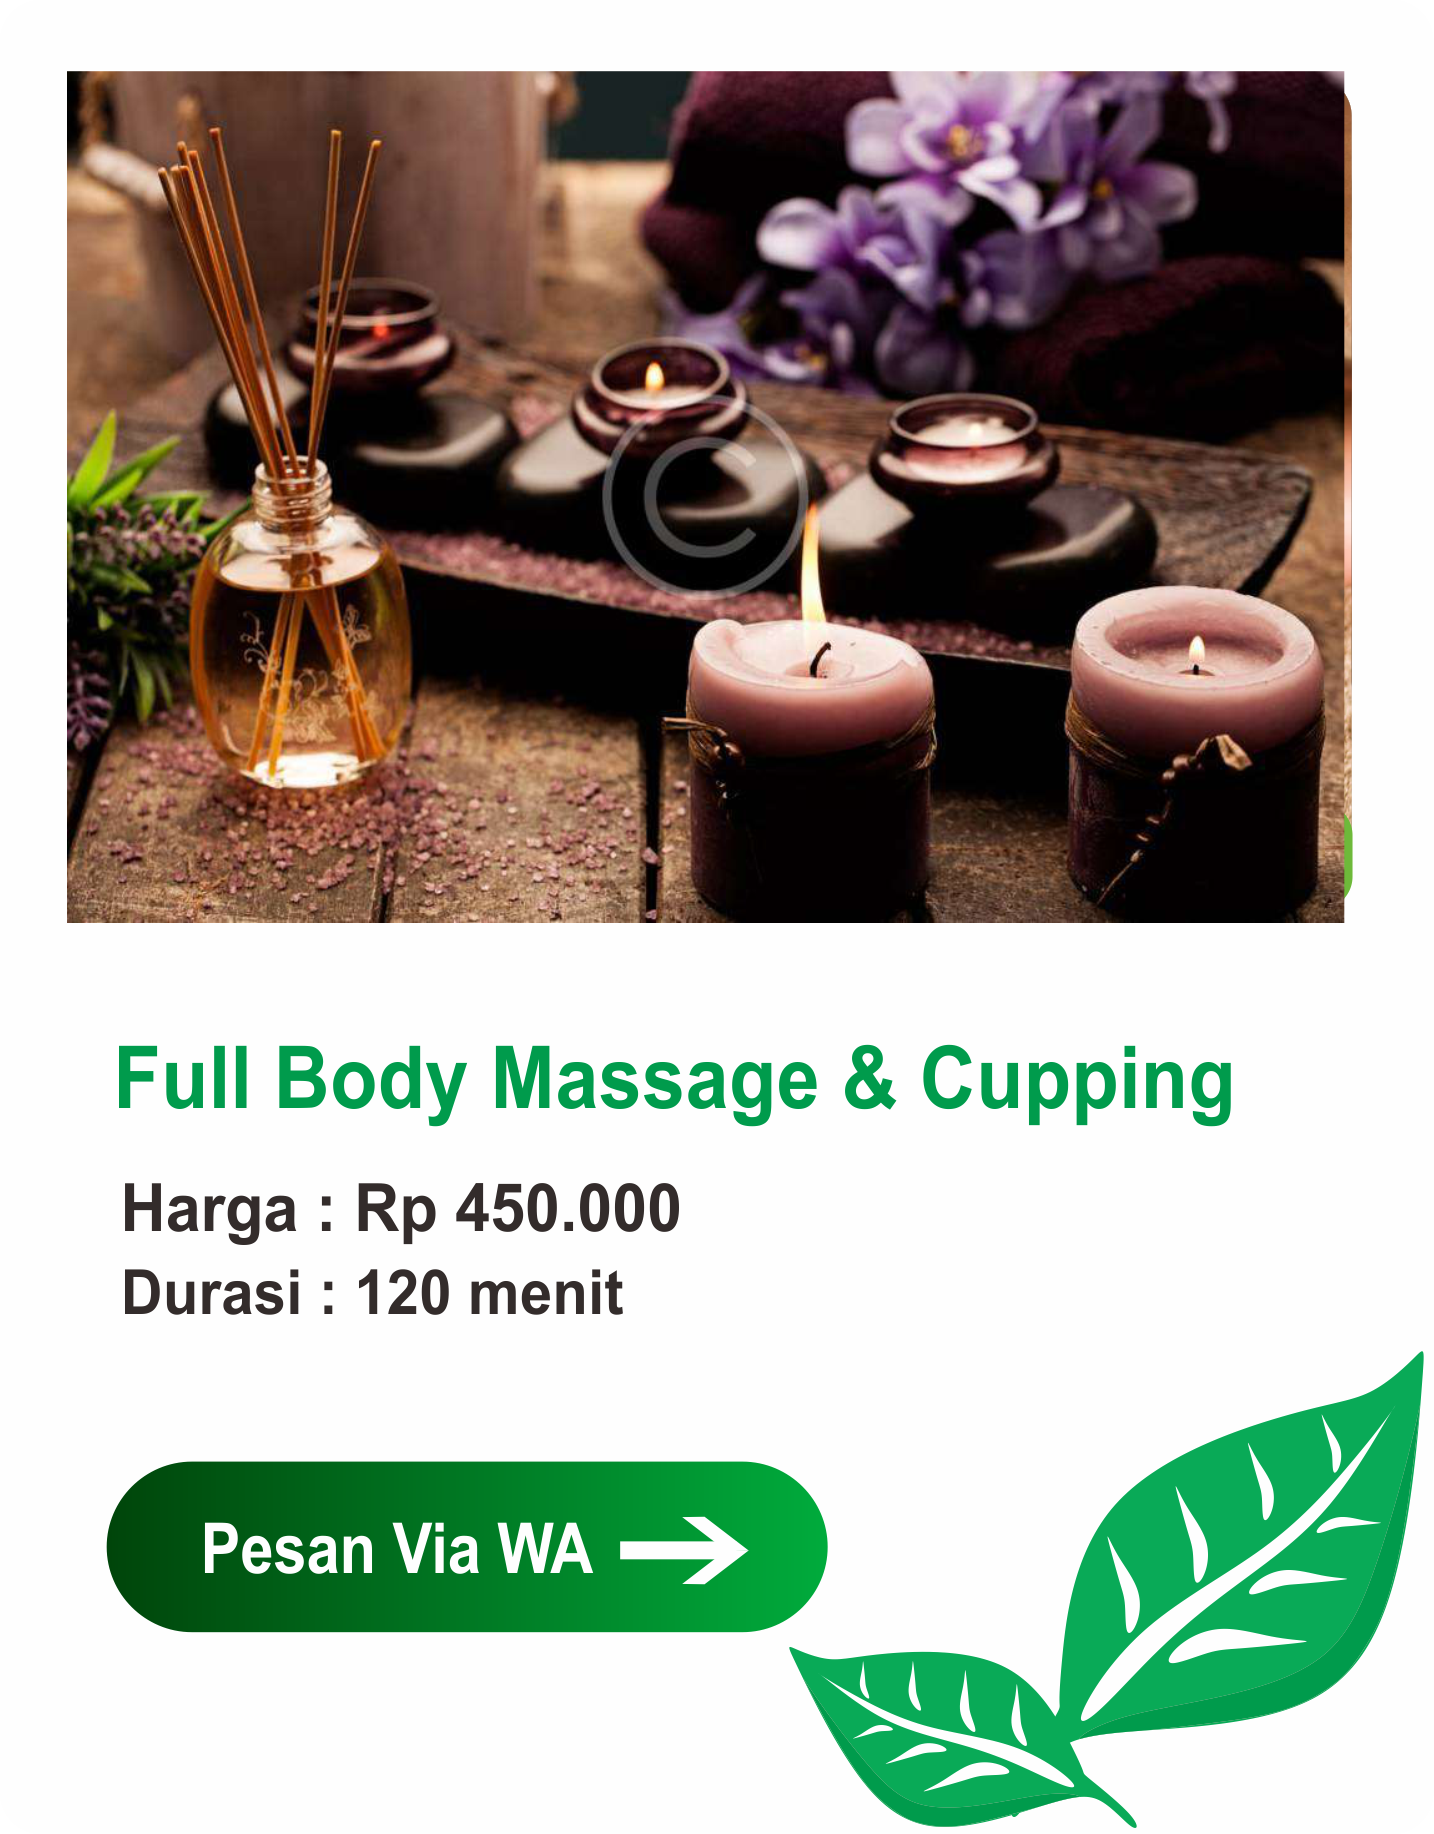 ©
Full Body Massage & Cupping
Harga : Rp 450.000
Durasi : 120 menit
Pesan Via WA